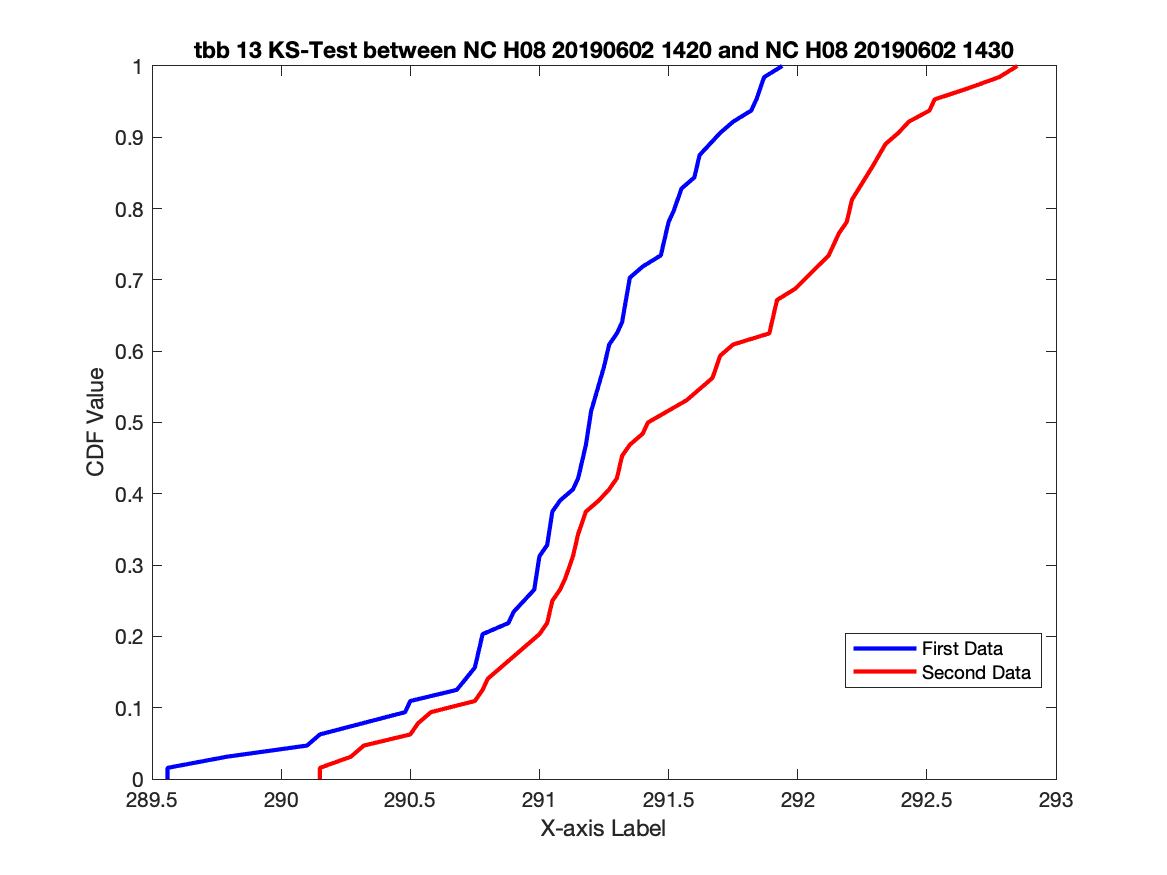 tbb 13 KS-Test between NC H08 20190602 1420 and NC H08 20190602 1430
1
0.9
0.8
0.7
0.6
0.5
0.4
0.3
0.2
0.1
0
CDF Value
First Data
Second Data
289.5 290 290.5 291 291.5 292 292.5 293
X-axis Label